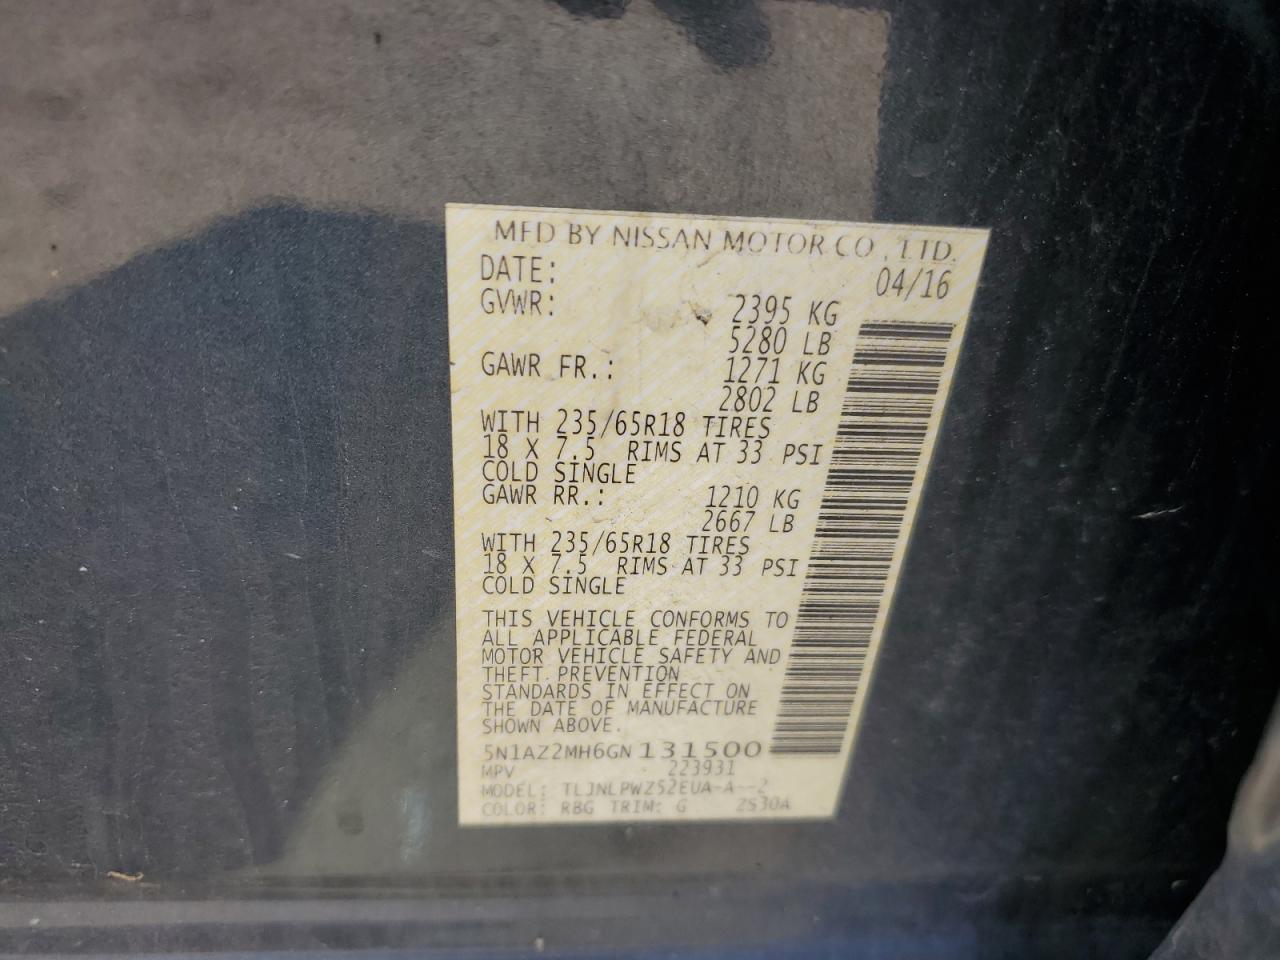 MFD BY NISSAN MOTOR CO., LTD.
DATE: 04/16
GVWR: 2395 KG
5280 LB
GAWR FR.: 1271 KG
2802 LB
WITH 235/65R18 TIRES
18 X 7.5 RIMS AT 33 PSI
COLD SINGLE
GAWR RR.: 1210 KG
2667 LB
WITH 235/65R18 TIRES
18 X 7.5 RIMS AT 33 PSI
COLD SINGLE
THIS VEHICLE CONFORMS TO
ALL APPLICABLE FEDERAL
MOTOR VEHICLE SAFETY AND
THEFT PREVENTION
STANDARDS IN EFFECT ON
THE DATE OF MANUFACTURE
SHOWN ABOVE.
5N1AZ2MH6GN131500
MPV 223931
MODEL: TLJNLPWZ52EUA-A--2
COLOR: RBG TRIM: G 2S30A